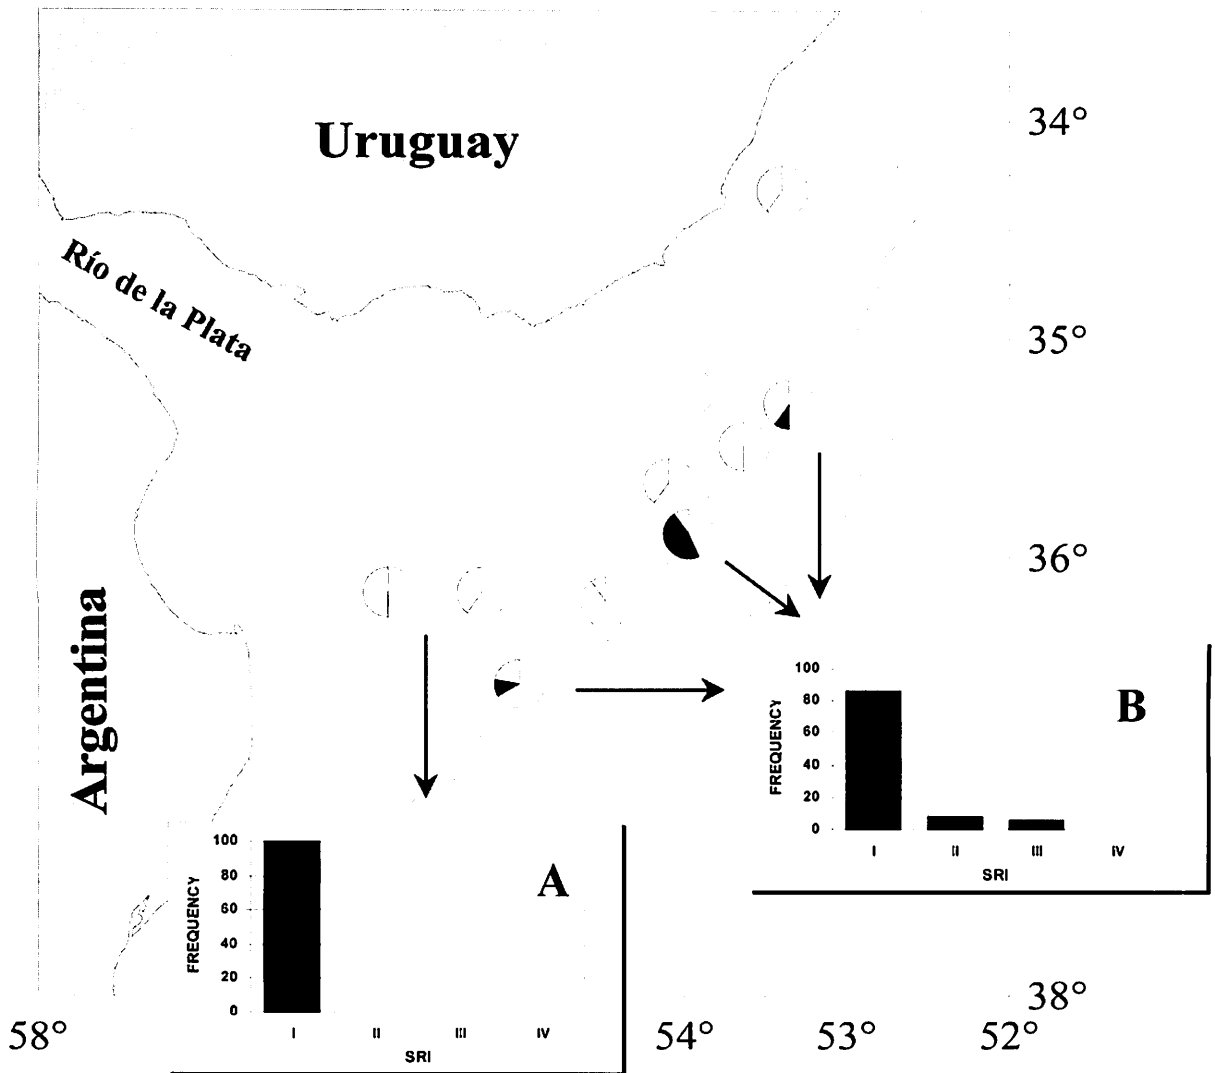 Uruguay
34°
Río de la Plata
35°
36°
Argentina
100
80
60
40
20
0
FREQUENCY
B
I II III IV
SRI
100
80
60
40
20
0
FREQUENCY
A
I II III IV
SRI
38°
58° 54° 53° 52°